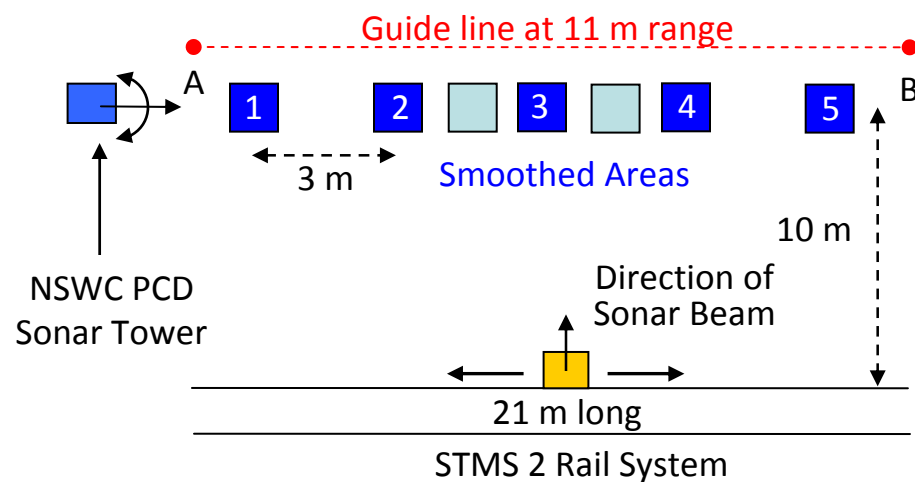 Guide line at 11 m range
A
B
1
2
3
4
5
3 m
Smoothed Areas
10 m
NSWC PCD
Sonar Tower
Direction of
Sonar Beam
21 m long
STMS 2 Rail System